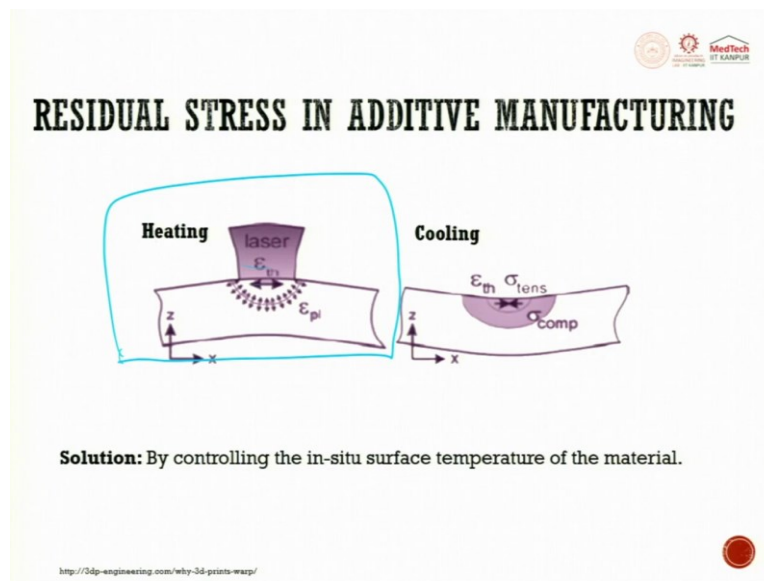 MedTech
IIT KANPUR
RESIDUAL STRESS IN ADDITIVE MANUFACTURING
Heating
laser
εth
εpl
z
x
Cooling
εth σtens
σcomp
z
x
Solution: By controlling the in-situ surface temperature of the material.
http://3dp-engineering.com/why-3d-prints-warp/